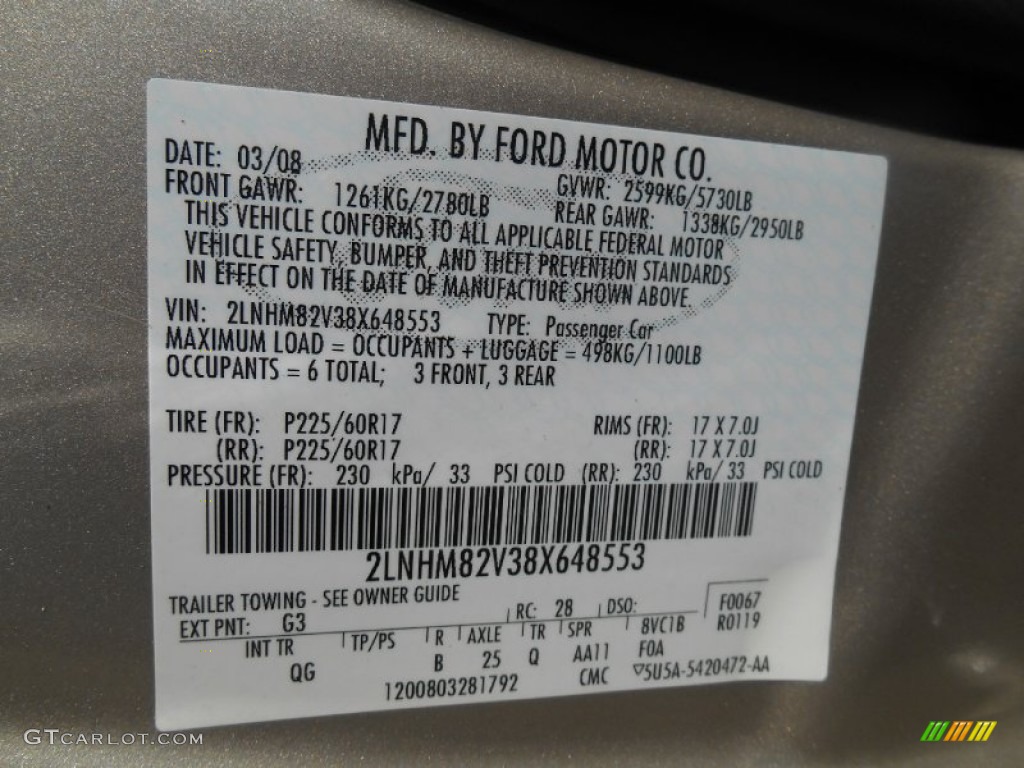 MFD. BY FORD MOTOR CO.
DATE: 03/08 GVWR: 2599KG/5730LB
FRONT GAWR: 1261KG/2780LB REAR GAWR: 1338KG/2950LB
THIS VEHICLE CONFORMS TO ALL APPLICABLE FEDERAL MOTOR
VEHICLE SAFETY, BUMPER, AND THEFT PREVENTION STANDARDS
IN EFFECT ON THE DATE OF MANUFACTURE SHOWN ABOVE.
VIN: 2LNHM82V38X648553 TYPE: Passenger Car
MAXIMUM LOAD = OCCUPANTS + LUGGAGE = 498KG/1100LB
OCCUPANTS = 6 TOTAL; 3 FRONT, 3 REAR
TIRE (FR): P225/60R17 RIMS (FR): 17 X 7.0J
(RR): P225/60R17 (RR): 17 X 7.0J
PRESSURE (FR): 230 kPa/ 33 PSI COLD (RR): 230 kPa/ 33 PSI COLD
2LNHM82V38X648553
TRAILER TOWING - SEE OWNER GUIDE
EXT PNT: G3 RC: 28 DSO: F0067
R0119
INT TR TP/PS R AXLE TR SPR 8VC1B
QG B 25 Q AA11 FOA
1200803281792 CMC ▽5U5A-5420472-AA
GTCARLOT.COM